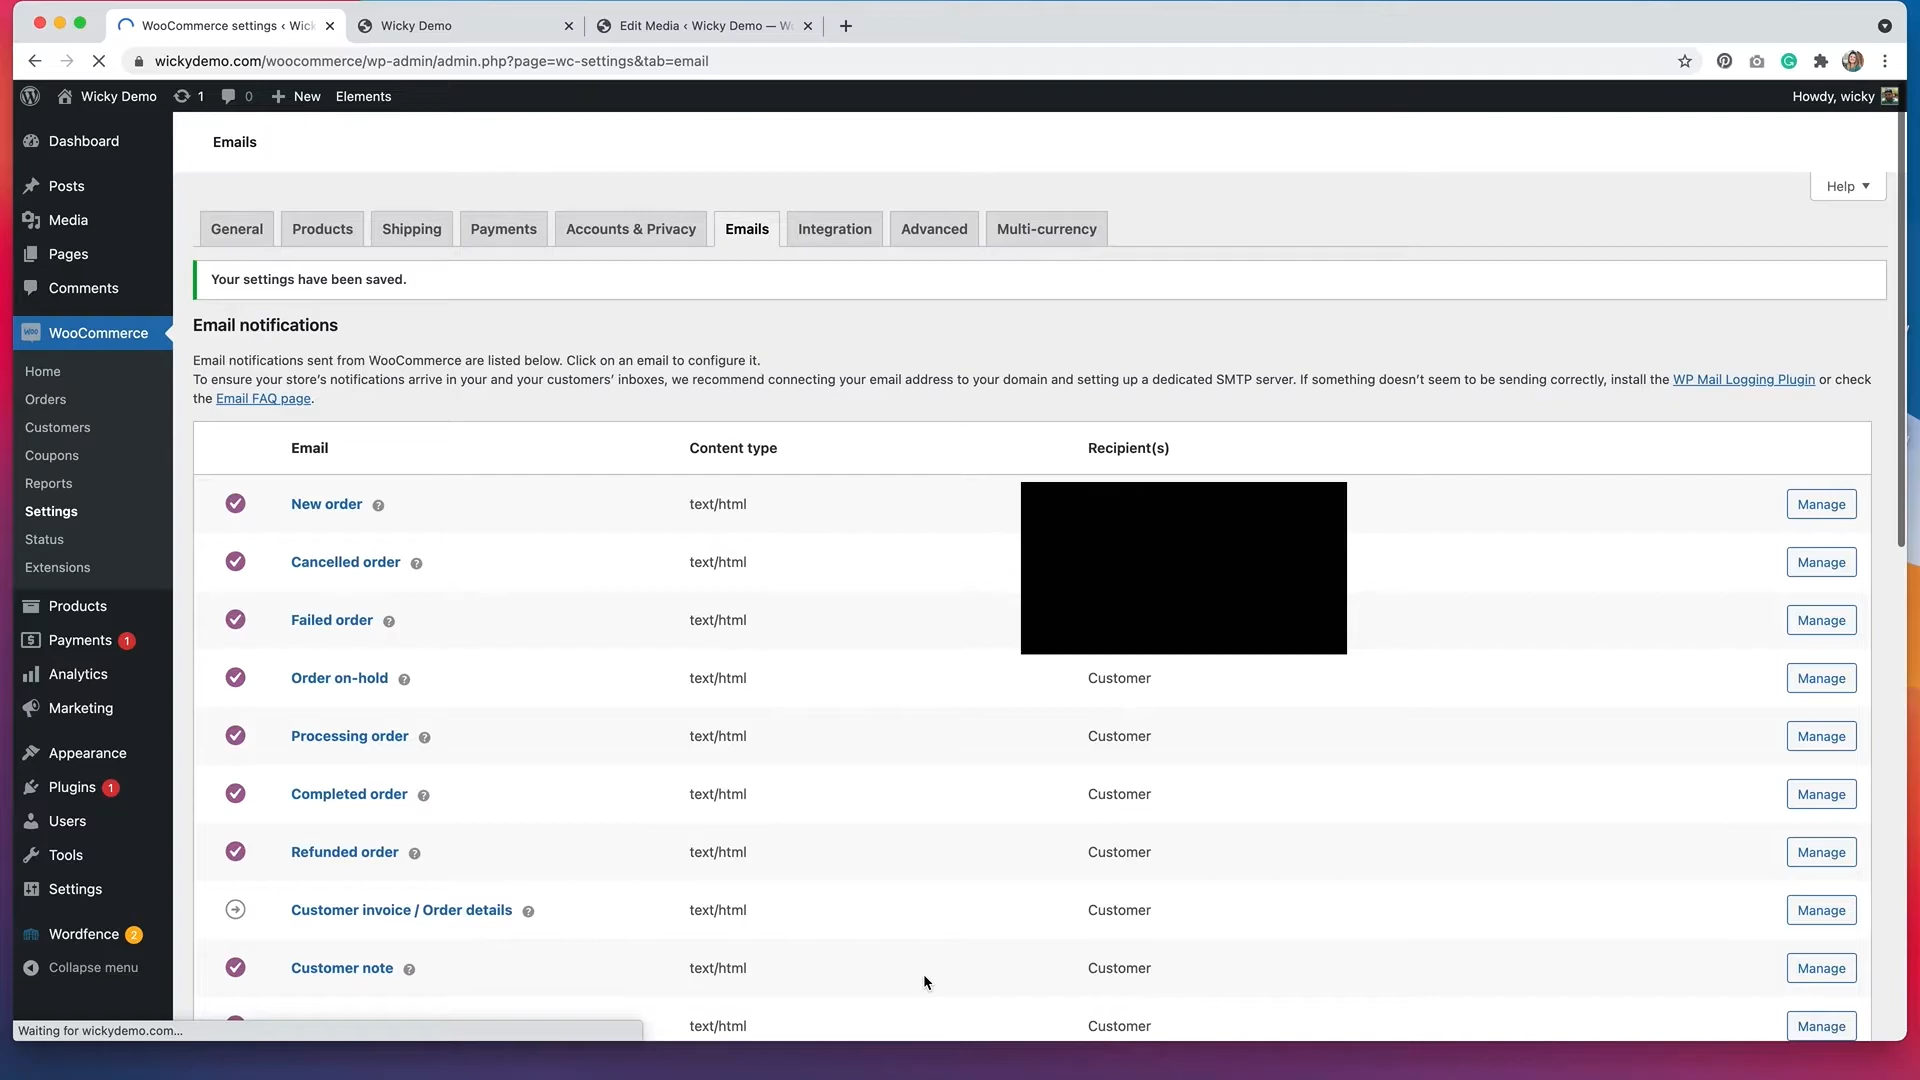 WooCommerce settings ‹ Wick
Wicky Demo
Edit Media ‹ Wicky Demo — W
wickydemo.com/woocommerce/wp-admin/admin.php?page=wc-settings&tab=email
Wicky Demo
1
0
New
Elements
Howdy, wicky
Dashboard
Posts
Media
Pages
Comments
WooCommerce
Home
Orders
Customers
Coupons
Reports
Settings
Status
Extensions
Products
Payments 1
Analytics
Marketing
Appearance
Plugins 1
Users
Tools
Settings
Wordfence 2
Collapse menu
Emails
Help
General
Products
Shipping
Payments
Accounts & Privacy
Emails
Integration
Advanced
Multi-currency
Your settings have been saved.
Email notifications
Email notifications sent from WooCommerce are listed below. Click on an email to configure it.
To ensure your store's notifications arrive in your and your customers' inboxes, we recommend connecting your email address to your domain and setting up a dedicated SMTP server. If something doesn't seem to be sending correctly, install the WP Mail Logging Plugin or check
the Email FAQ page.
Email Content type Recipient(s)
New order text/html Manage
Cancelled order text/html Manage
Failed order text/html Manage
Order on-hold text/html Customer Manage
Processing order text/html Customer Manage
Completed order text/html Customer Manage
Refunded order text/html Customer Manage
Customer invoice / Order details text/html Customer Manage
Customer note text/html Customer Manage
text/html Customer Manage
Waiting for wickydemo.com...